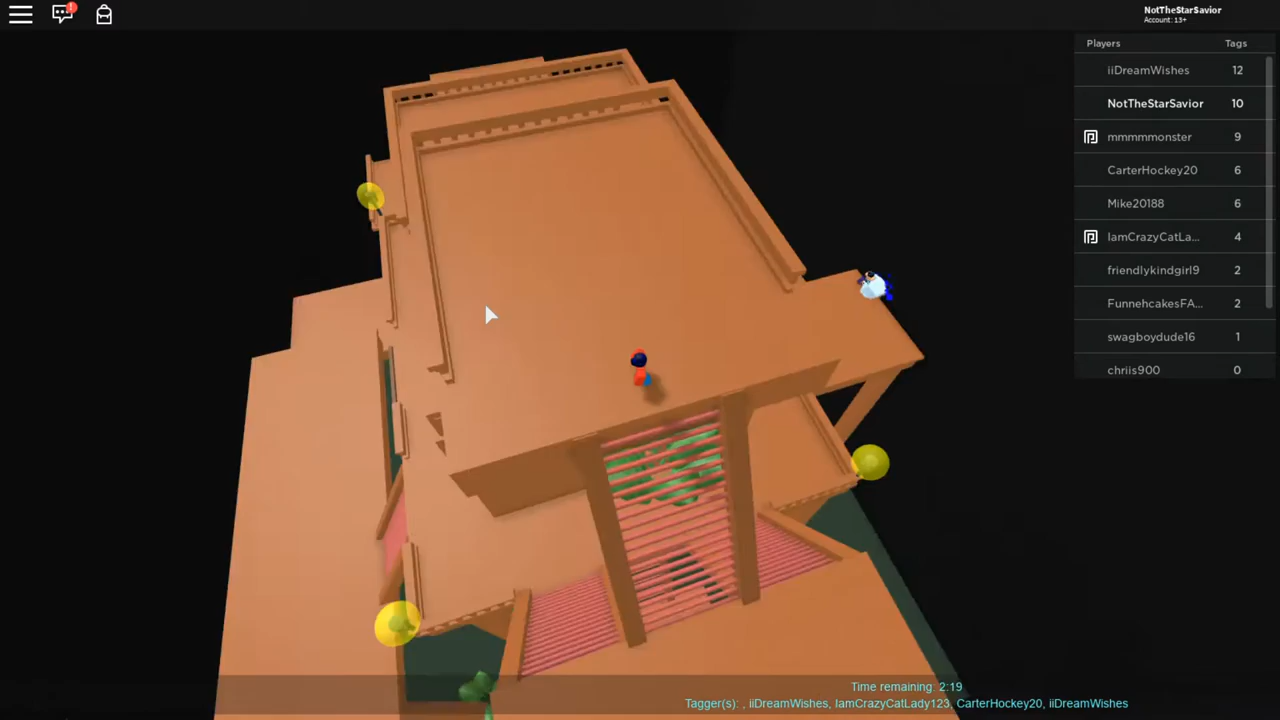 NotTheStarSavior
Account: 13+
Players Tags
iiDreamWishes 12
NotTheStarSavior 10
mmmmmonster 9
CarterHockey20 6
Mike20188 6
IamCrazyCatLa... 4
friendlykindgirl9 2
FunnehcakesFA... 2
swagboydude16 1
chriis900 0
Time remaining: 2:19
Tagger(s): , iiDreamWishes, IamCrazyCatLady123, CarterHockey20, iiDreamWishes